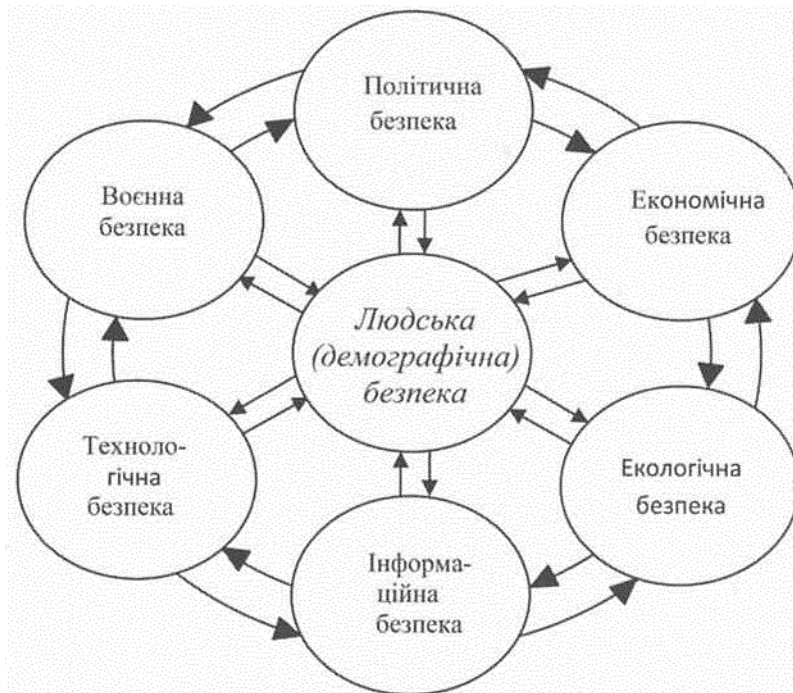 Політична
безпека
Воєнна
безпека
Економічна
безпека
Людська
(демографічна)
безпека
Техноло-
гічна
безпека
Екологічна
безпека
Інформа-
ційна
безпека